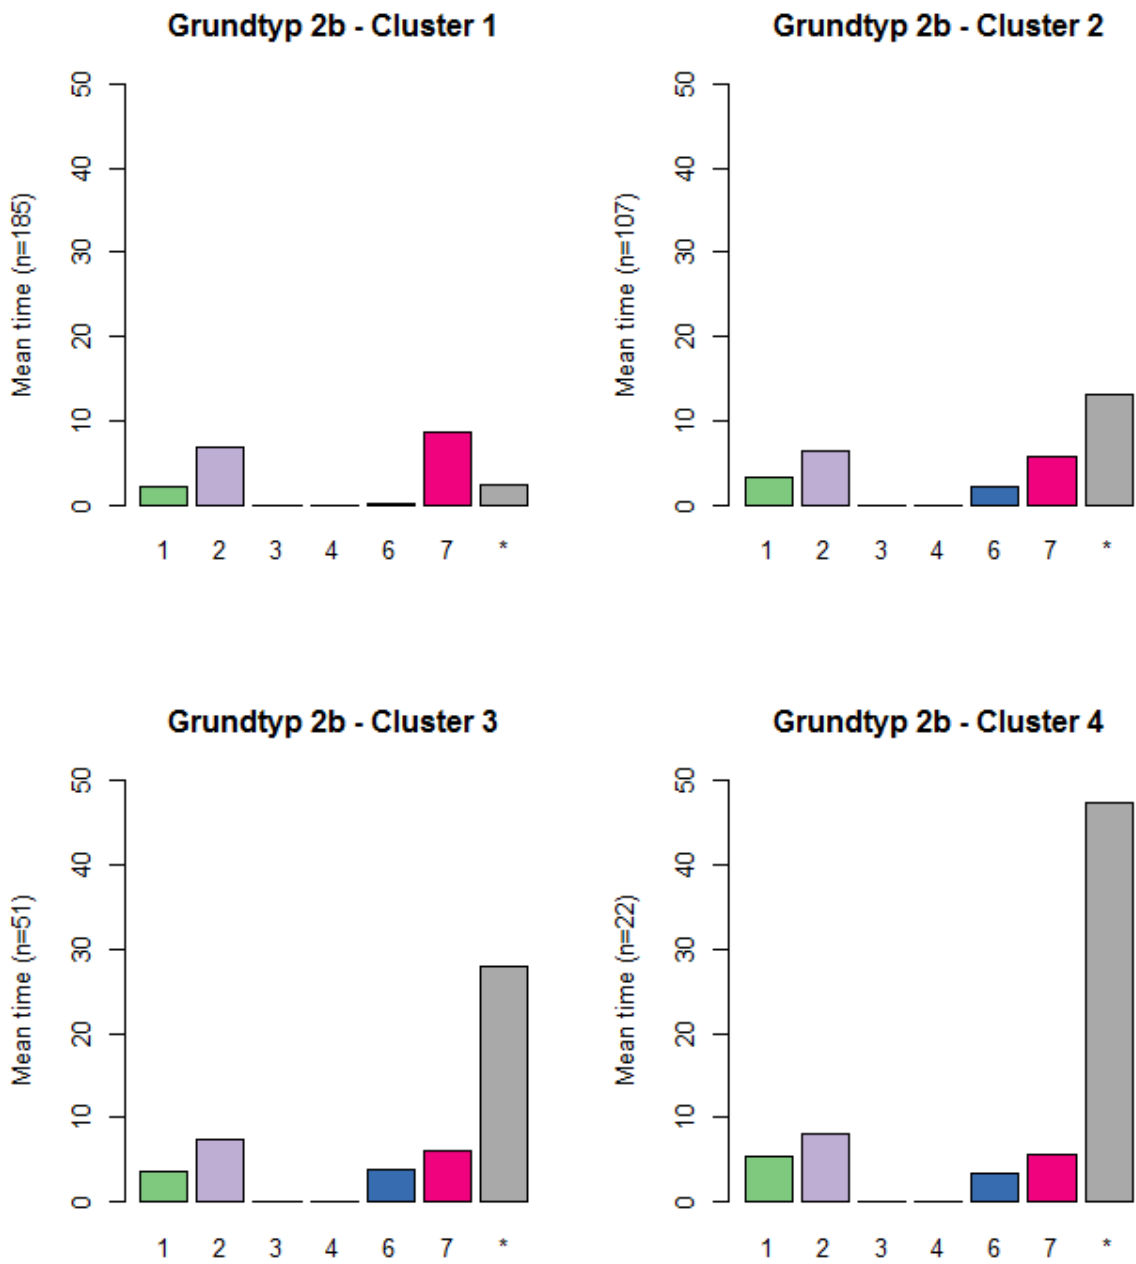 Grundtyp 2b - Cluster 1
Mean time (n=185)
50
40
30
20
10
0
1 2 3 4 6 7 *
Grundtyp 2b - Cluster 2
Mean time (n=107)
50
40
30
20
10
0
1 2 3 4 6 7 *
Grundtyp 2b - Cluster 3
Mean time (n=51)
50
40
30
20
10
0
1 2 3 4 6 7 *
Grundtyp 2b - Cluster 4
Mean time (n=22)
50
40
30
20
10
0
1 2 3 4 6 7 *